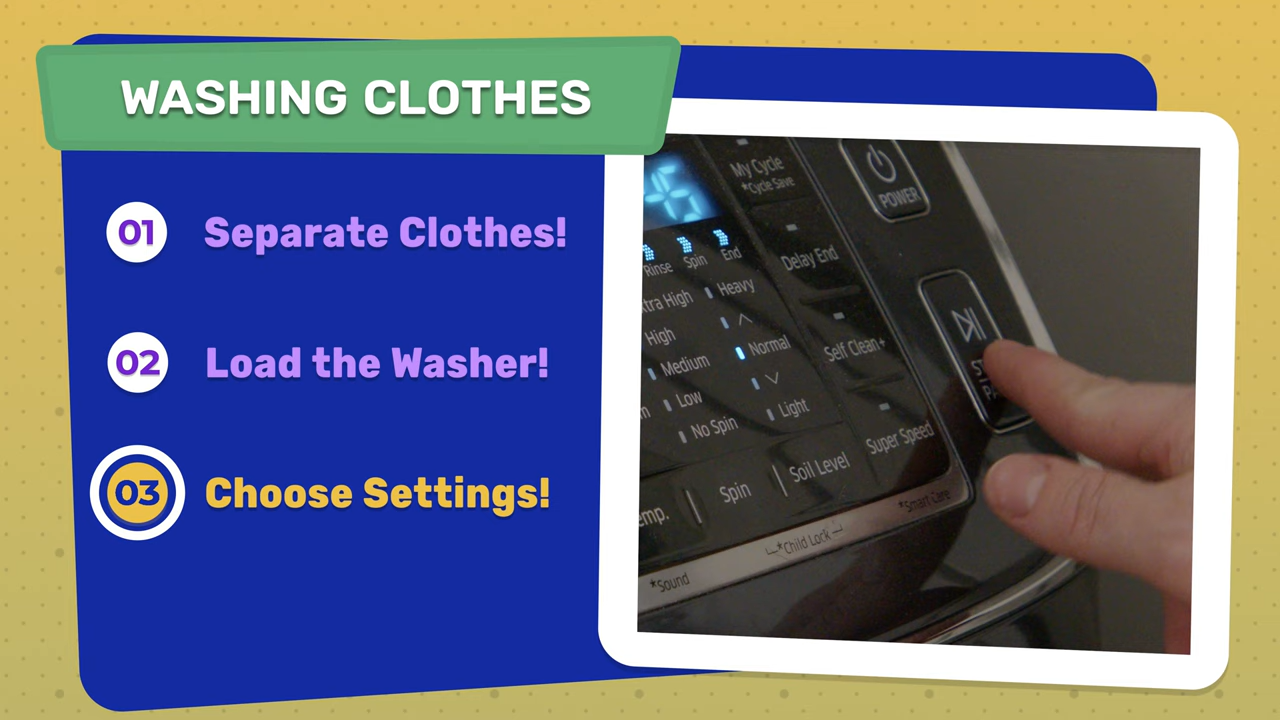 WASHING CLOTHES
01 Separate Clothes!
02 Load the Washer!
03 Choose Settings!
My Cycle
*Cycle Save
POWER
Rinse Spin End
Delay End
Heavy
High
High
Normal
Medium
Self Clean+
Low
Light
No Spin
Super Speed
Spin
Soil Level
*Smart Care
*Child Lock
*Sound